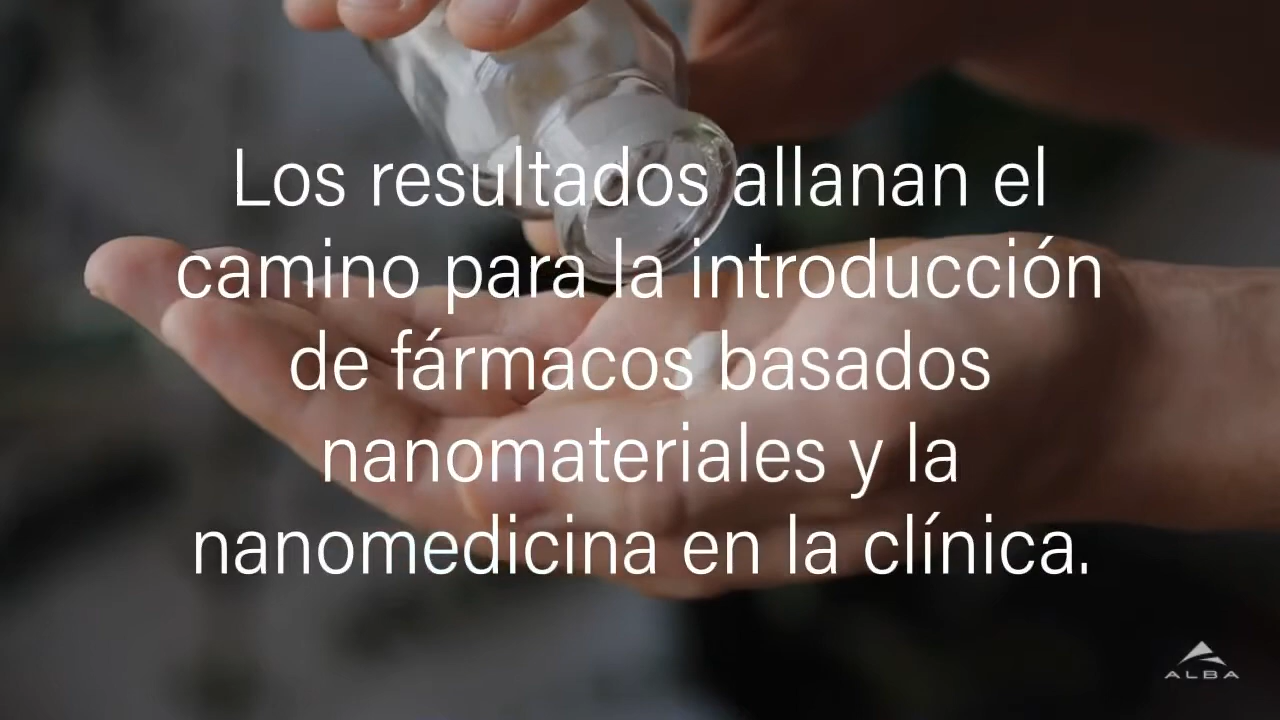 Los resultados allanan el
camino para la introducción
de fármacos basados
nanomateriales y la
nanomedicina en la clínica.
ALBA